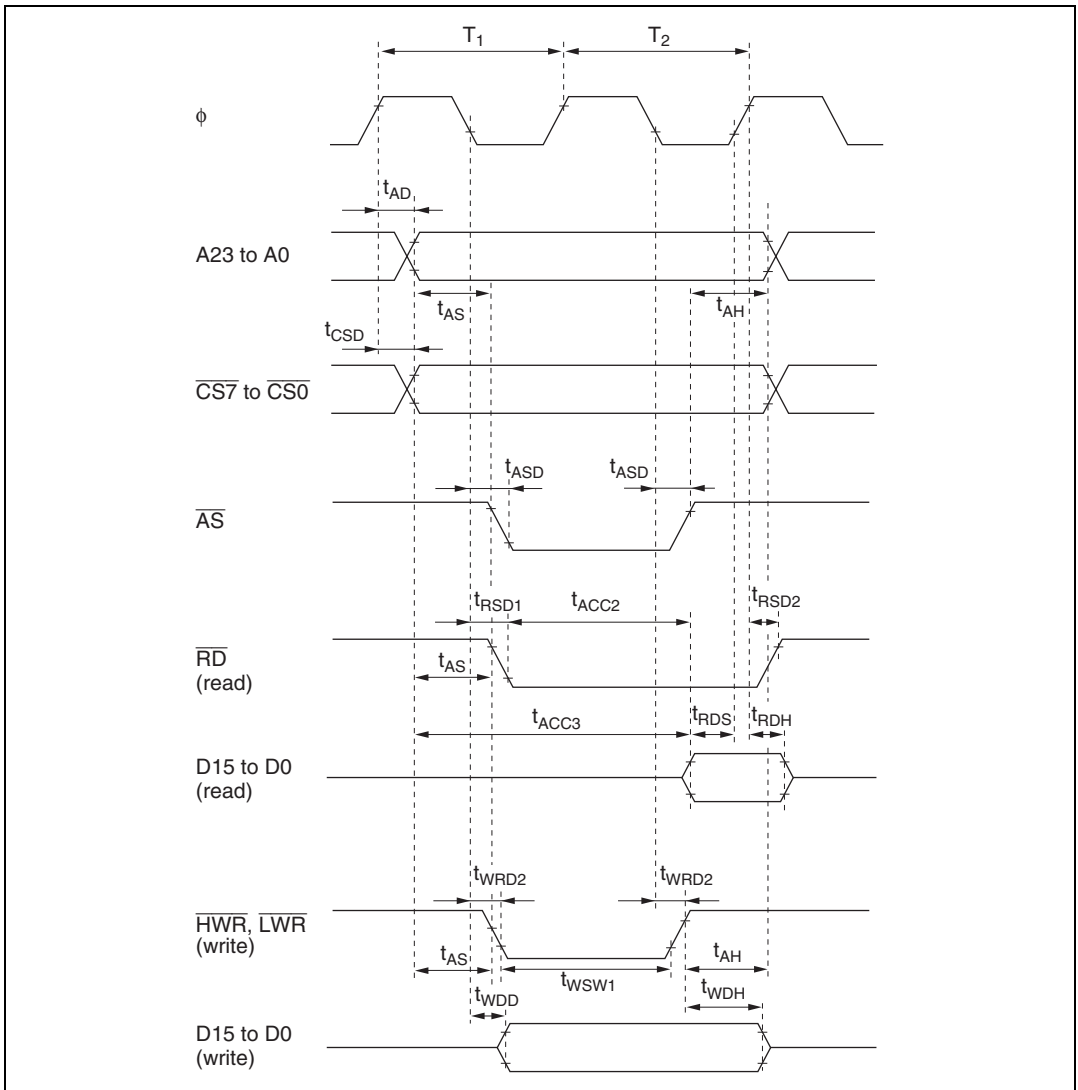 T1 T2
φ
tAD
A23 to A0
tAS tAH
tCSD
CS7 to CS0
tASD tASD
AS
tRSD1 tACC2 tRSD2
RD
(read)
tAS
tACC3 tRDS tRDH
D15 to D0
(read)
tWRD2 tWRD2
HWR, LWR
(write)
tAS tWSW1 tAH
tWDD tWDH
D15 to D0
(write)